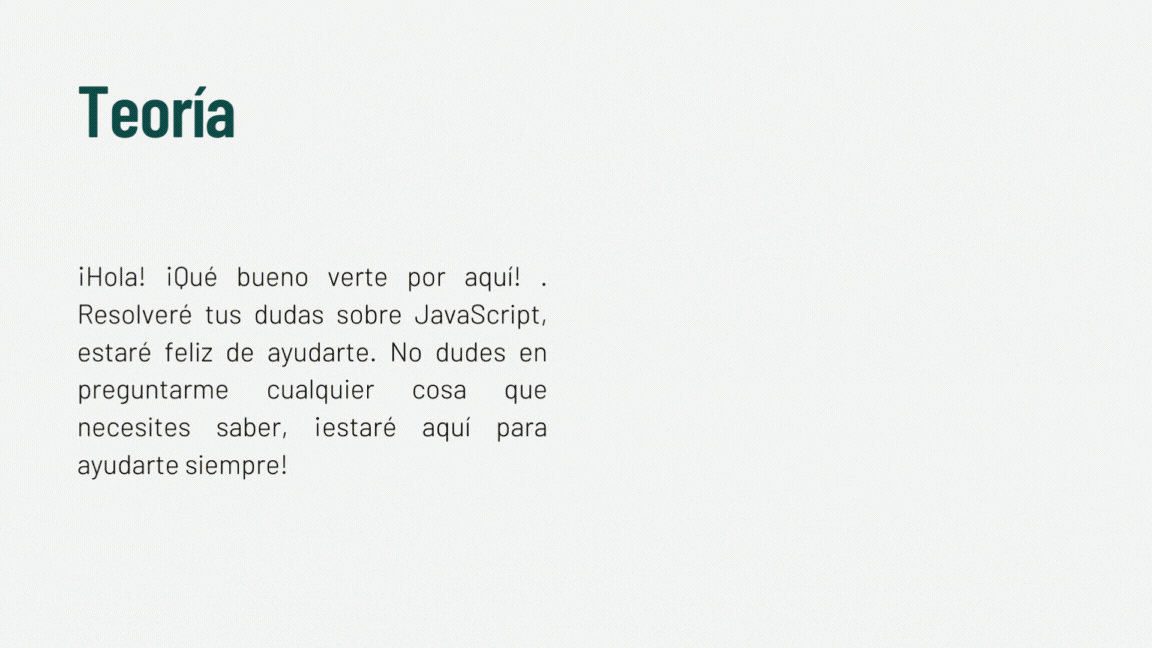 Teoría
¡Hola! ¡Qué bueno verte por aquí! .
Resolveré tus dudas sobre JavaScript,
estaré feliz de ayudarte. No dudes en
preguntarme cualquier cosa que
necesites saber, ¡estaré aquí para
ayudarte siempre!